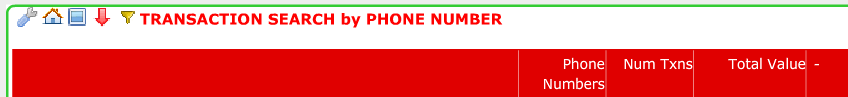 TRANSACTION SEARCH by PHONE NUMBER
Phone Numbers Num Txns Total Value -